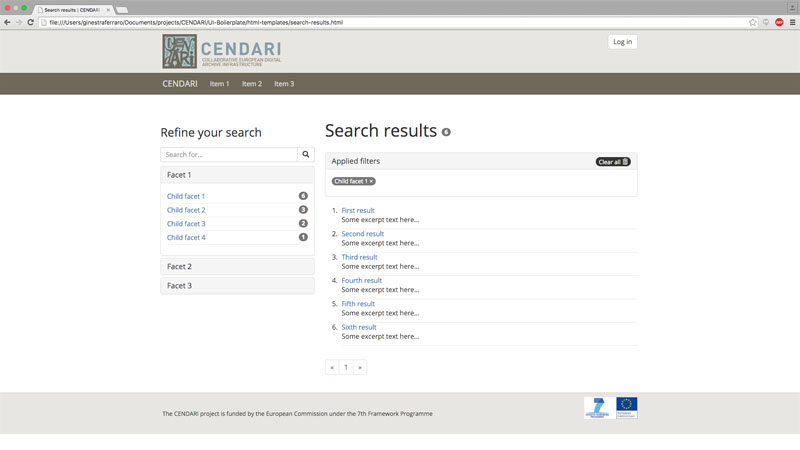 Search results | CENDARI
file:///Users/ginestraferraro/Documents/projects/CENDARI/UI-Boilerplate/html-templates/search-results.html
CENDARI
COLLABORATIVE EUROPEAN DIGITAL
ARCHIVE INFRASTRUCTURE
Log in
CENDARI Item 1 Item 2 Item 3
Refine your search
Search for...
Facet 1
Child facet 1 6
Child facet 2 3
Child facet 3 2
Child facet 4 1
Facet 2
Facet 3
Search results 6
Applied filters Clear all
Child facet 1 ×
1. First result
Some excerpt text here...
2. Second result
Some excerpt text here...
3. Third result
Some excerpt text here...
4. Fourth result
Some excerpt text here...
5. Fifth result
Some excerpt text here...
6. Sixth result
Some excerpt text here...
« 1 »
The CENDARI project is funded by the European Commission under the 7th Framework Programme